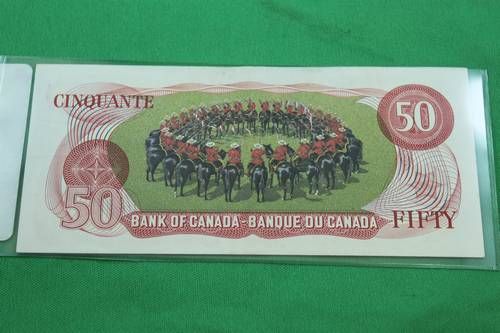 CINQUANTE
50
50
BANK OF CANADA - BANQUE DU CANADA
FIFTY